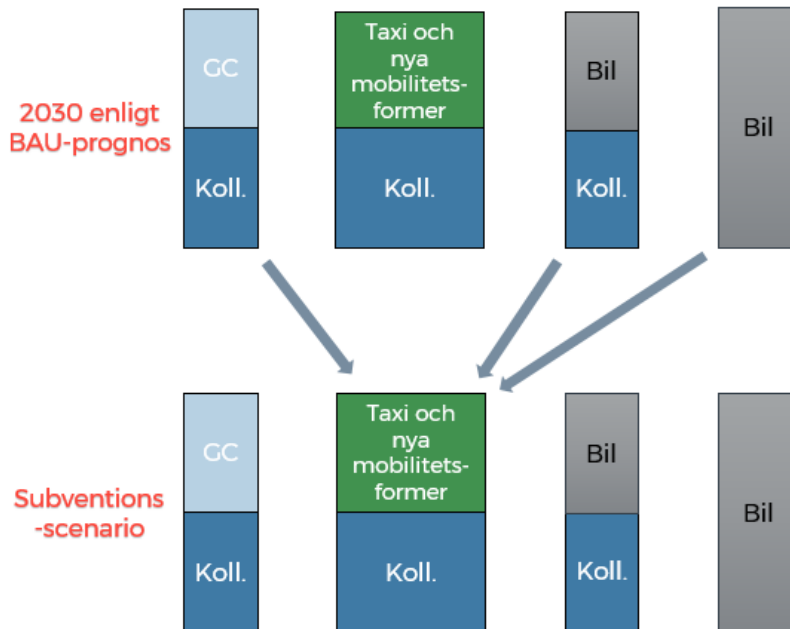 2030 enligt
BAU-prognos
GC
Koll.
Taxi och
nya
mobilitets-
former
Koll.
Bil
Koll.
Bil
Subventions
-scenario
GC
Koll.
Taxi och
nya
mobilitets-
former
Koll.
Bil
Koll.
Bil